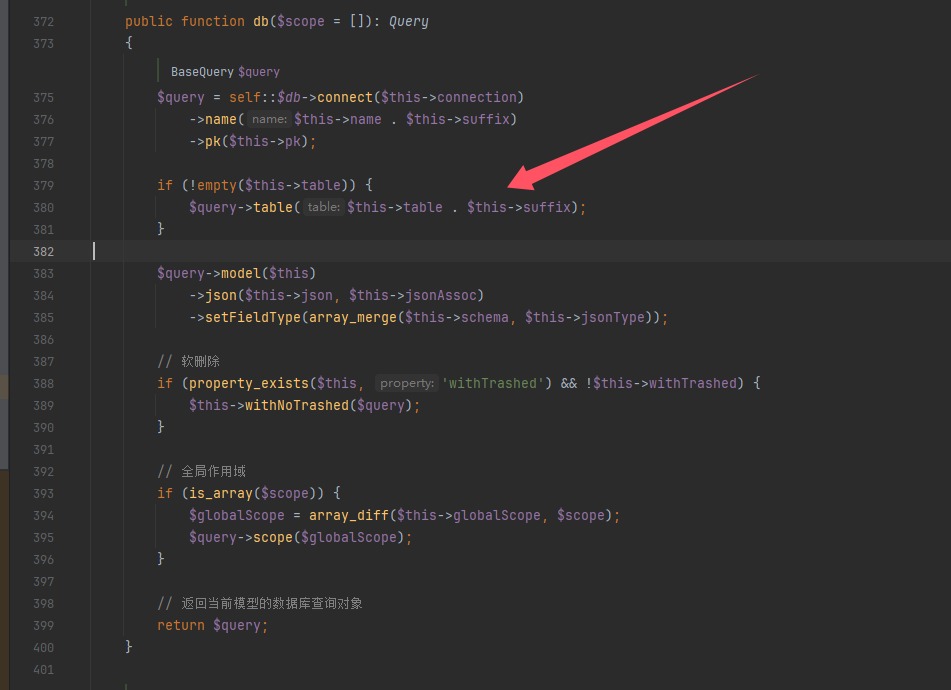 372 public function db($scope = []): Query
373 {
BaseQuery $query
375 $query = self::$db->connect($this->connection)
376 ->name( name: $this->name . $this->suffix)
377 ->pk($this->pk);
378
379 if (!empty($this->table)) {
380 $query->table( table: $this->table . $this->suffix);
381 }
382
383 $query->model($this)
384 ->json($this->json, $this->jsonAssoc)
385 ->setFieldType(array_merge($this->schema, $this->jsonType));
386
387 // 软删除
388 if (property_exists($this, property: 'withTrashed') && !$this->withTrashed) {
389 $this->withNoTrashed($query);
390 }
391
392 // 全局作用域
393 if (is_array($scope)) {
394 $globalScope = array_diff($this->globalScope, $scope);
395 $query->scope($globalScope);
396 }
397
398 // 返回当前模型的数据库查询对象
399 return $query;
400 }
401